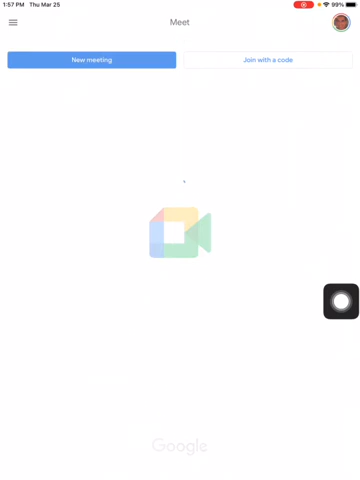 1:57 PM Thu Mar 25
99%
Meet
New meeting
Join with a code
Google